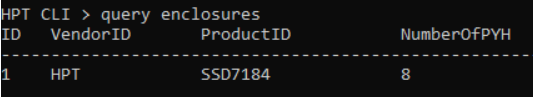 HPT CLI > query enclosures
ID VendorID ProductID NumberOfPYH
--------------------------------------------------------
1 HPT SSD7184 8